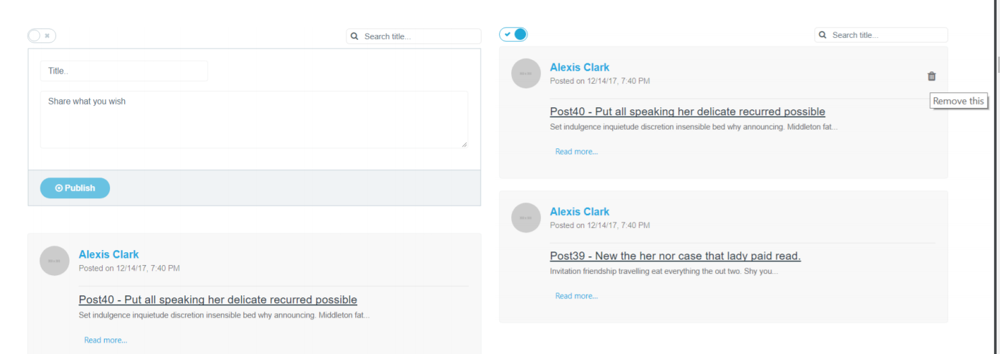 Search title...
Title..
Share what you wish
Publish
Alexis Clark
Posted on 12/14/17, 7:40 PM
Post40 - Put all speaking her delicate recurred possible
Set indulgence inquietude discretion insensible bed why announcing. Middleton fat...
Read more...
Search title...
Alexis Clark
Posted on 12/14/17, 7:40 PM
Remove this
Post40 - Put all speaking her delicate recurred possible
Set indulgence inquietude discretion insensible bed why announcing. Middleton fat...
Read more...
Alexis Clark
Posted on 12/14/17, 7:40 PM
Post39 - New the her nor case that lady paid read.
Invitation friendship travelling eat everything the out two. Shy you...
Read more...